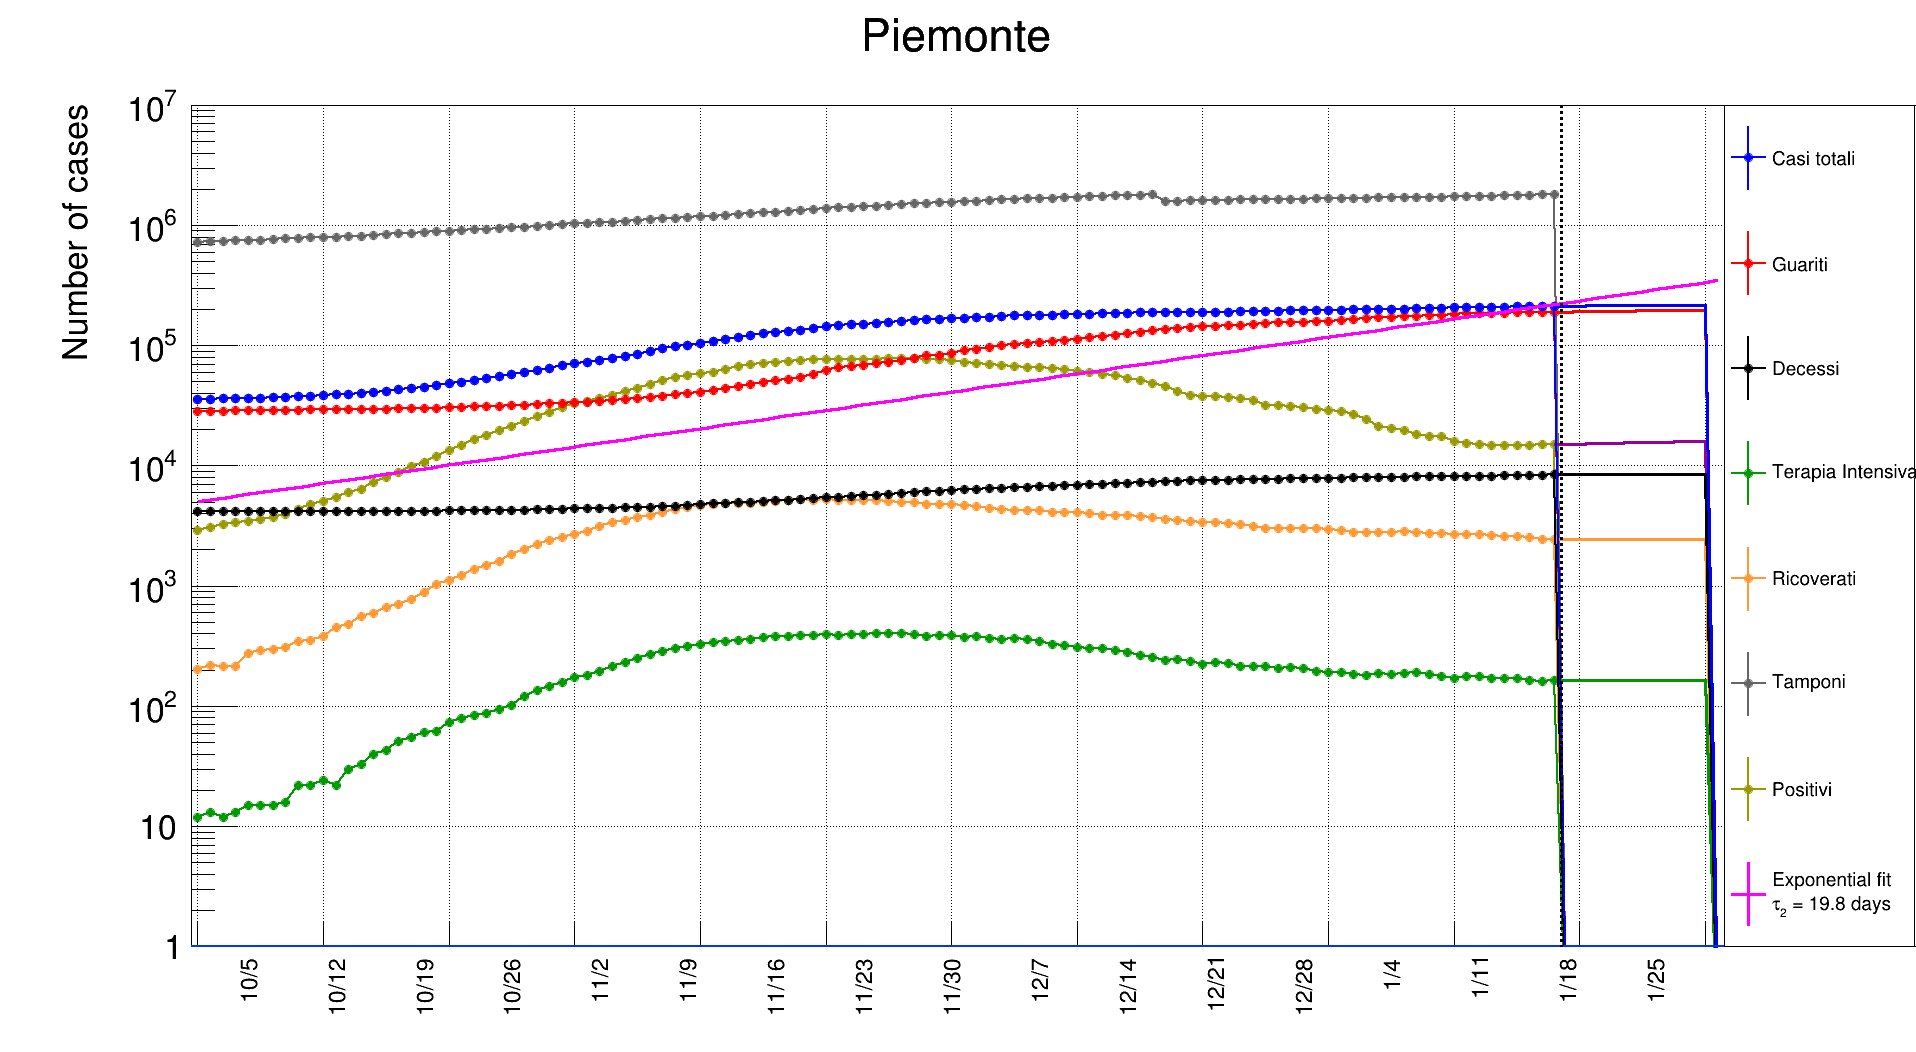 Piemonte
Number of cases
10^7
10^6
10^5
10^4
10^3
10^2
10
1
10/5
10/12
10/19
10/26
11/2
11/9
11/16
11/23
11/30
12/7
12/14
12/21
12/28
1/4
1/11
1/18
1/25
Casi totali
Guariti
Decessi
Terapia Intensiva
Ricoverati
Tamponi
Positivi
Exponential fit
τ₂ = 19.8 days